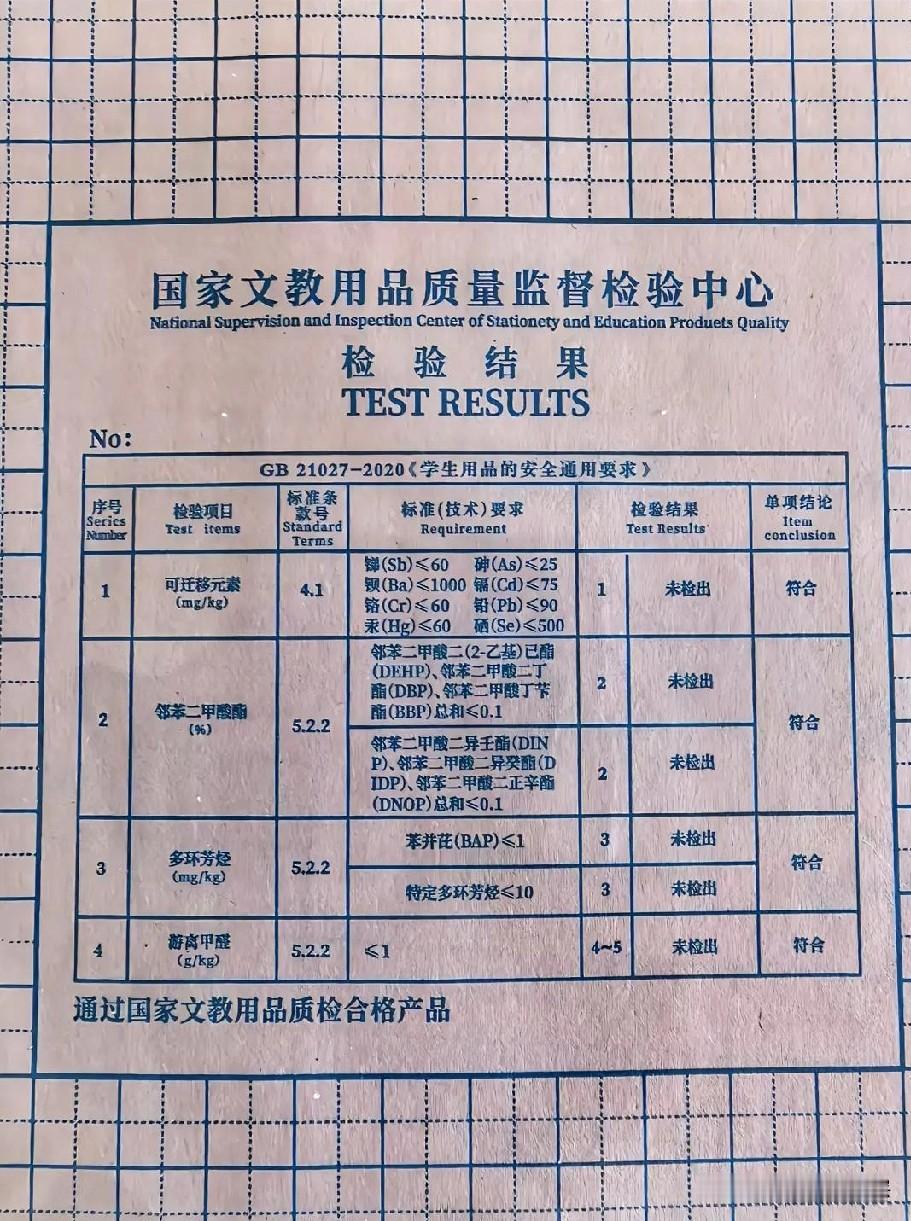 国家文教用品质量监督检验中心
National Supervision and Inspection Center of Stationety and Education Produets Quality
检 验 结 果
TEST RESULTS
No:
GB 21027-2020《学生用品的安全通用要求》
序号 Serics Number
检验项目 Test items
标准条款号 Standard Terms
标准(技术)要求 Requirement
检验结果 Test Results
单项结论 Item conclusion
1
可迁移元素
(mg/kg)
4.1
锑(Sb)≤60 砷(As)≤25
钡(Ba)≤1000 镉(Cd)≤75
铬(Cr)≤60 铅(Pb)≤90
汞(Hg)≤60 硒(Se)≤500
1
未检出
符合
2
邻苯二甲酸酯
(%)
5.2.2
邻苯二甲酸二(2-乙基)已酯
(DEHP)、邻苯二甲酸二丁
酯(DBP)、邻苯二甲酸丁苄
酯(BBP)总和≤0.1
2
未检出
邻苯二甲酸二异壬酯(DIN
P)、邻苯二甲酸二异癸酯(D
IDP)、邻苯二甲酸二正辛酯
(DNOP)总和≤0.1
2
未检出
符合
3
多环芳烃
(mg/kg)
5.2.2
苯并芘(BAP)≤1
3
未检出
特定多环芳烃≤10
3
未检出
符合
4
游离甲醛
(g/kg)
5.2.2
≤1
4~5
未检出
符合
通过国家文教用品质检合格产品